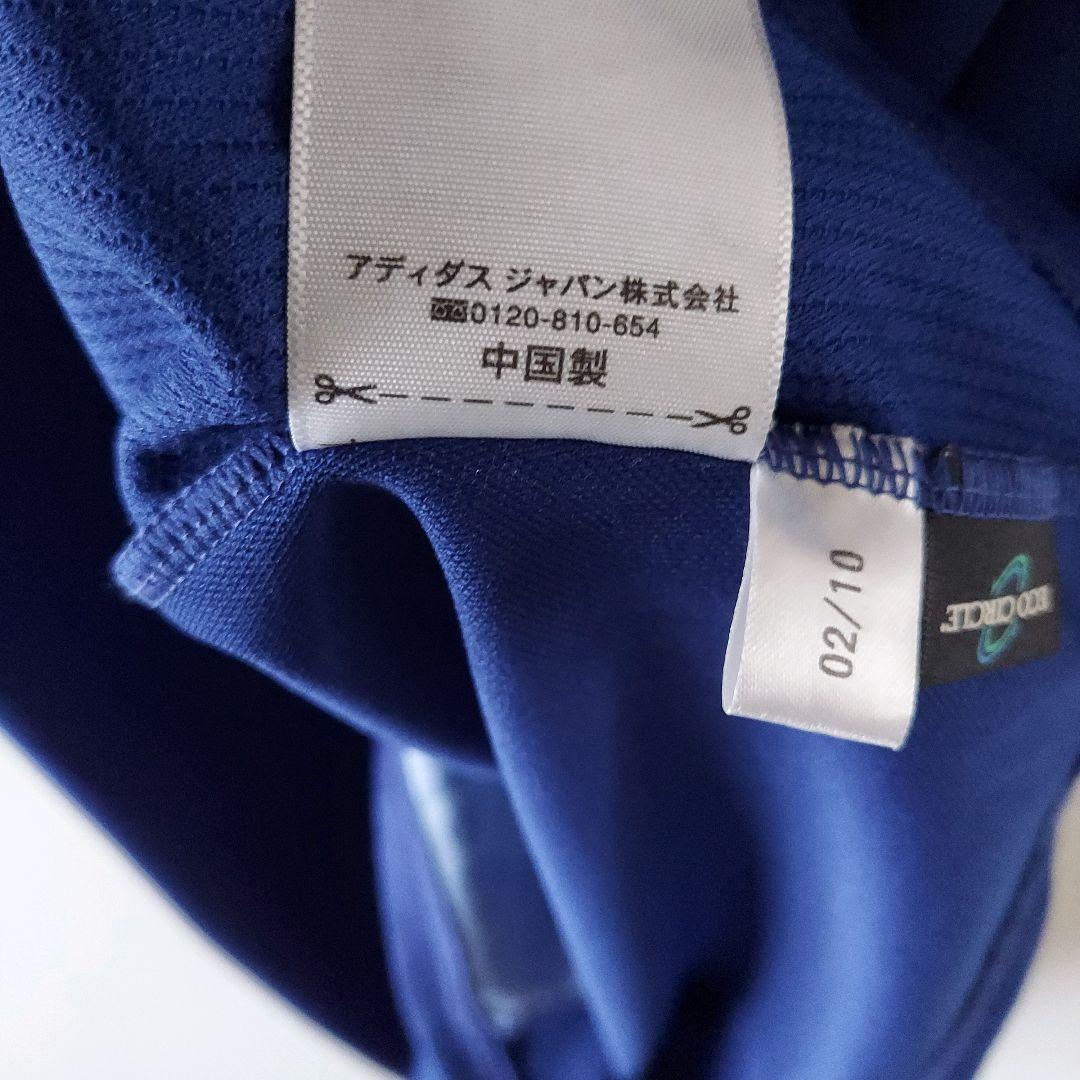 アディダス ジャパン株式会社
0120-810-654
中国製
02/10
ECO CIRCLE